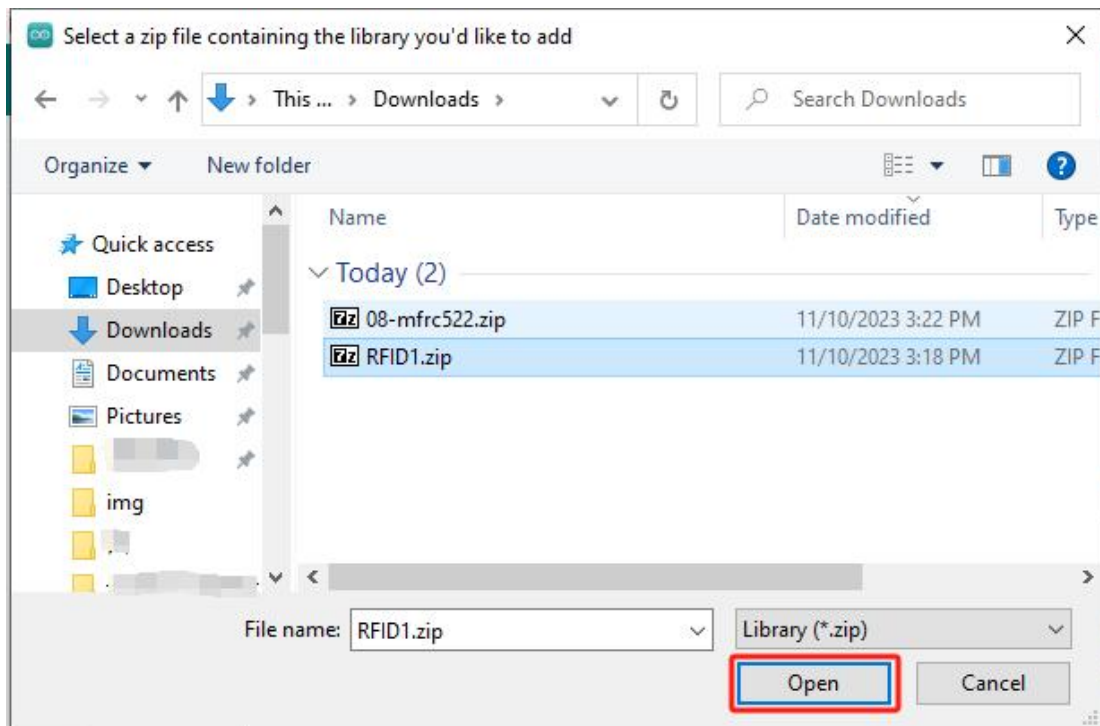 Select a zip file containing the library you'd like to add
This ... > Downloads >
Search Downloads
Organize
New folder
Name
Date modified
Type
Quick access
Desktop
Downloads
Documents
Pictures
img
Today (2)
08-mfrc522.zip 11/10/2023 3:22 PM ZIP F
RFID1.zip 11/10/2023 3:18 PM ZIP F
File name: RFID1.zip
Library (*.zip)
Open
Cancel